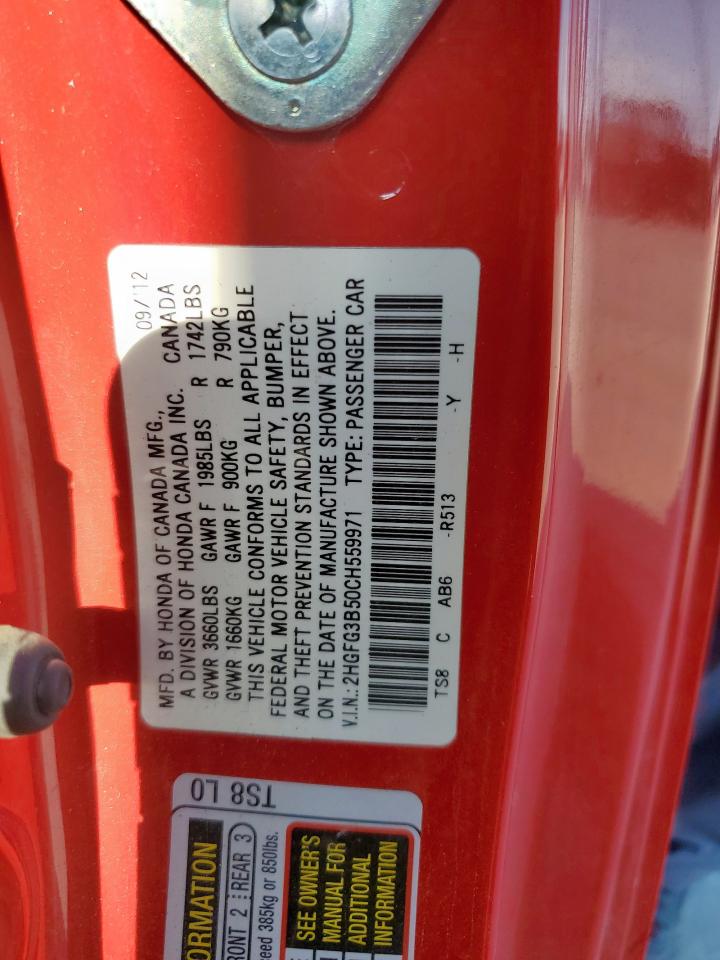 09/'12
MFD. BY HONDA OF CANADA MFG.,
A DIVISION OF HONDA CANADA INC. CANADA
GVWR 3660LBS GAWR F 1985LBS R 1742LBS
GVWR 1660KG GAWR F 900KG R 790KG
THIS VEHICLE CONFORMS TO ALL APPLICABLE
FEDERAL MOTOR VEHICLE SAFETY, BUMPER,
AND THEFT PREVENTION STANDARDS IN EFFECT
ON THE DATE OF MANUFACTURE SHOWN ABOVE.
V.I.N.: 2HGFG3B50CH559971 TYPE: PASSENGER CAR
TS8 C AB6 -R513 -Y -H
TS8 L0
ORMATION
RONT 2 REAR 3
eed 385kg or 850lbs.
SEE OWNER'S
MANUAL FOR
ADDITIONAL
INFORMATION